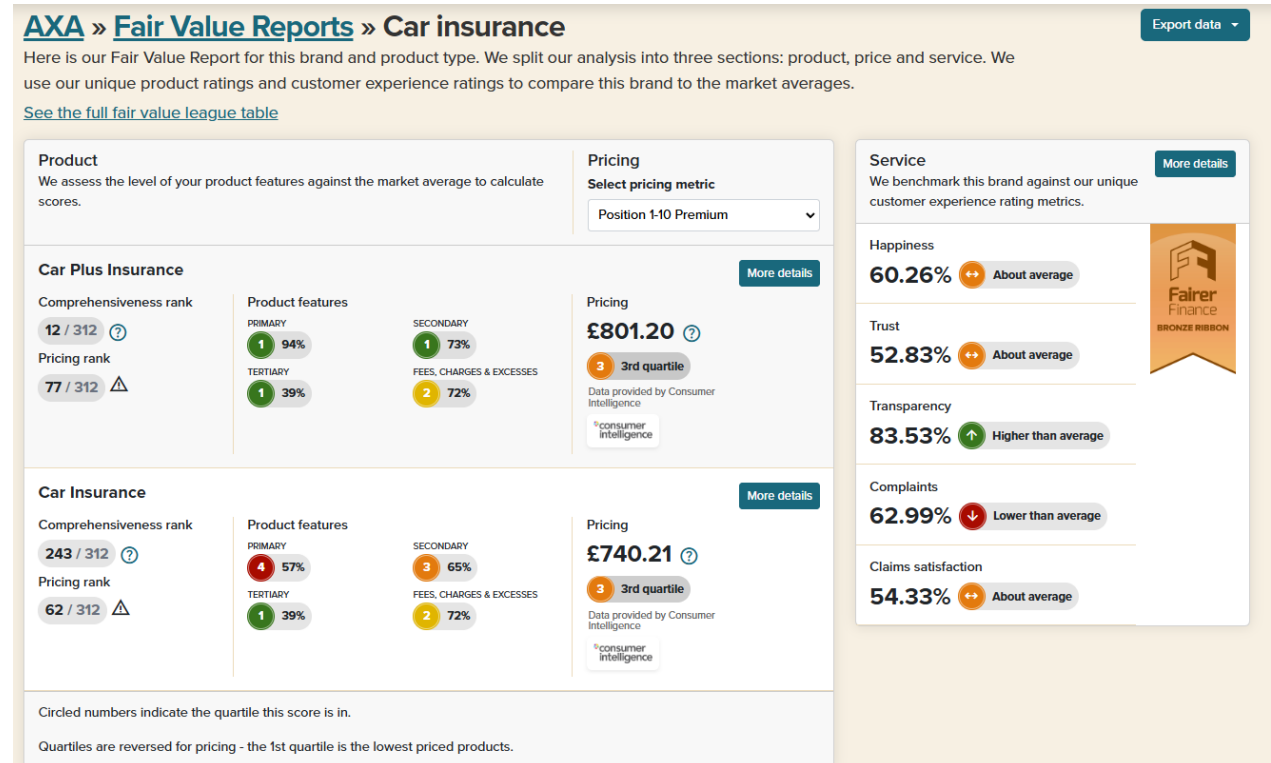 AXA » Fair Value Reports » Car insurance
Export data
Here is our Fair Value Report for this brand and product type. We split our analysis into three sections: product, price and service. We
use our unique product ratings and customer experience ratings to compare this brand to the market averages.
See the full fair value league table
Product
We assess the level of your product features against the market average to calculate
scores.
Pricing
Select pricing metric
Position 1-10 Premium
Car Plus Insurance
More details
Comprehensiveness rank
12 / 312 ?
Pricing rank
77 / 312
Product features
PRIMARY
1 94%
SECONDARY
1 73%
TERTIARY
1 39%
FEES, CHARGES & EXCESSES
2 72%
Pricing
£801.20 ?
3 3rd quartile
Data provided by Consumer
Intelligence
consumer
intelligence
Car Insurance
More details
Comprehensiveness rank
243 / 312 ?
Pricing rank
62 / 312
Product features
PRIMARY
4 57%
SECONDARY
3 65%
TERTIARY
1 39%
FEES, CHARGES & EXCESSES
2 72%
Pricing
£740.21 ?
3 3rd quartile
Data provided by Consumer
Intelligence
consumer
intelligence
Circled numbers indicate the quartile this score is in.
Quartiles are reversed for pricing - the 1st quartile is the lowest priced products.
Service
More details
We benchmark this brand against our unique
customer experience rating metrics.
Happiness
60.26% About average
Trust
52.83% About average
Transparency
83.53% Higher than average
Complaints
62.99% Lower than average
Claims satisfaction
54.33% About average
Fairer
Finance
BRONZE RIBBON